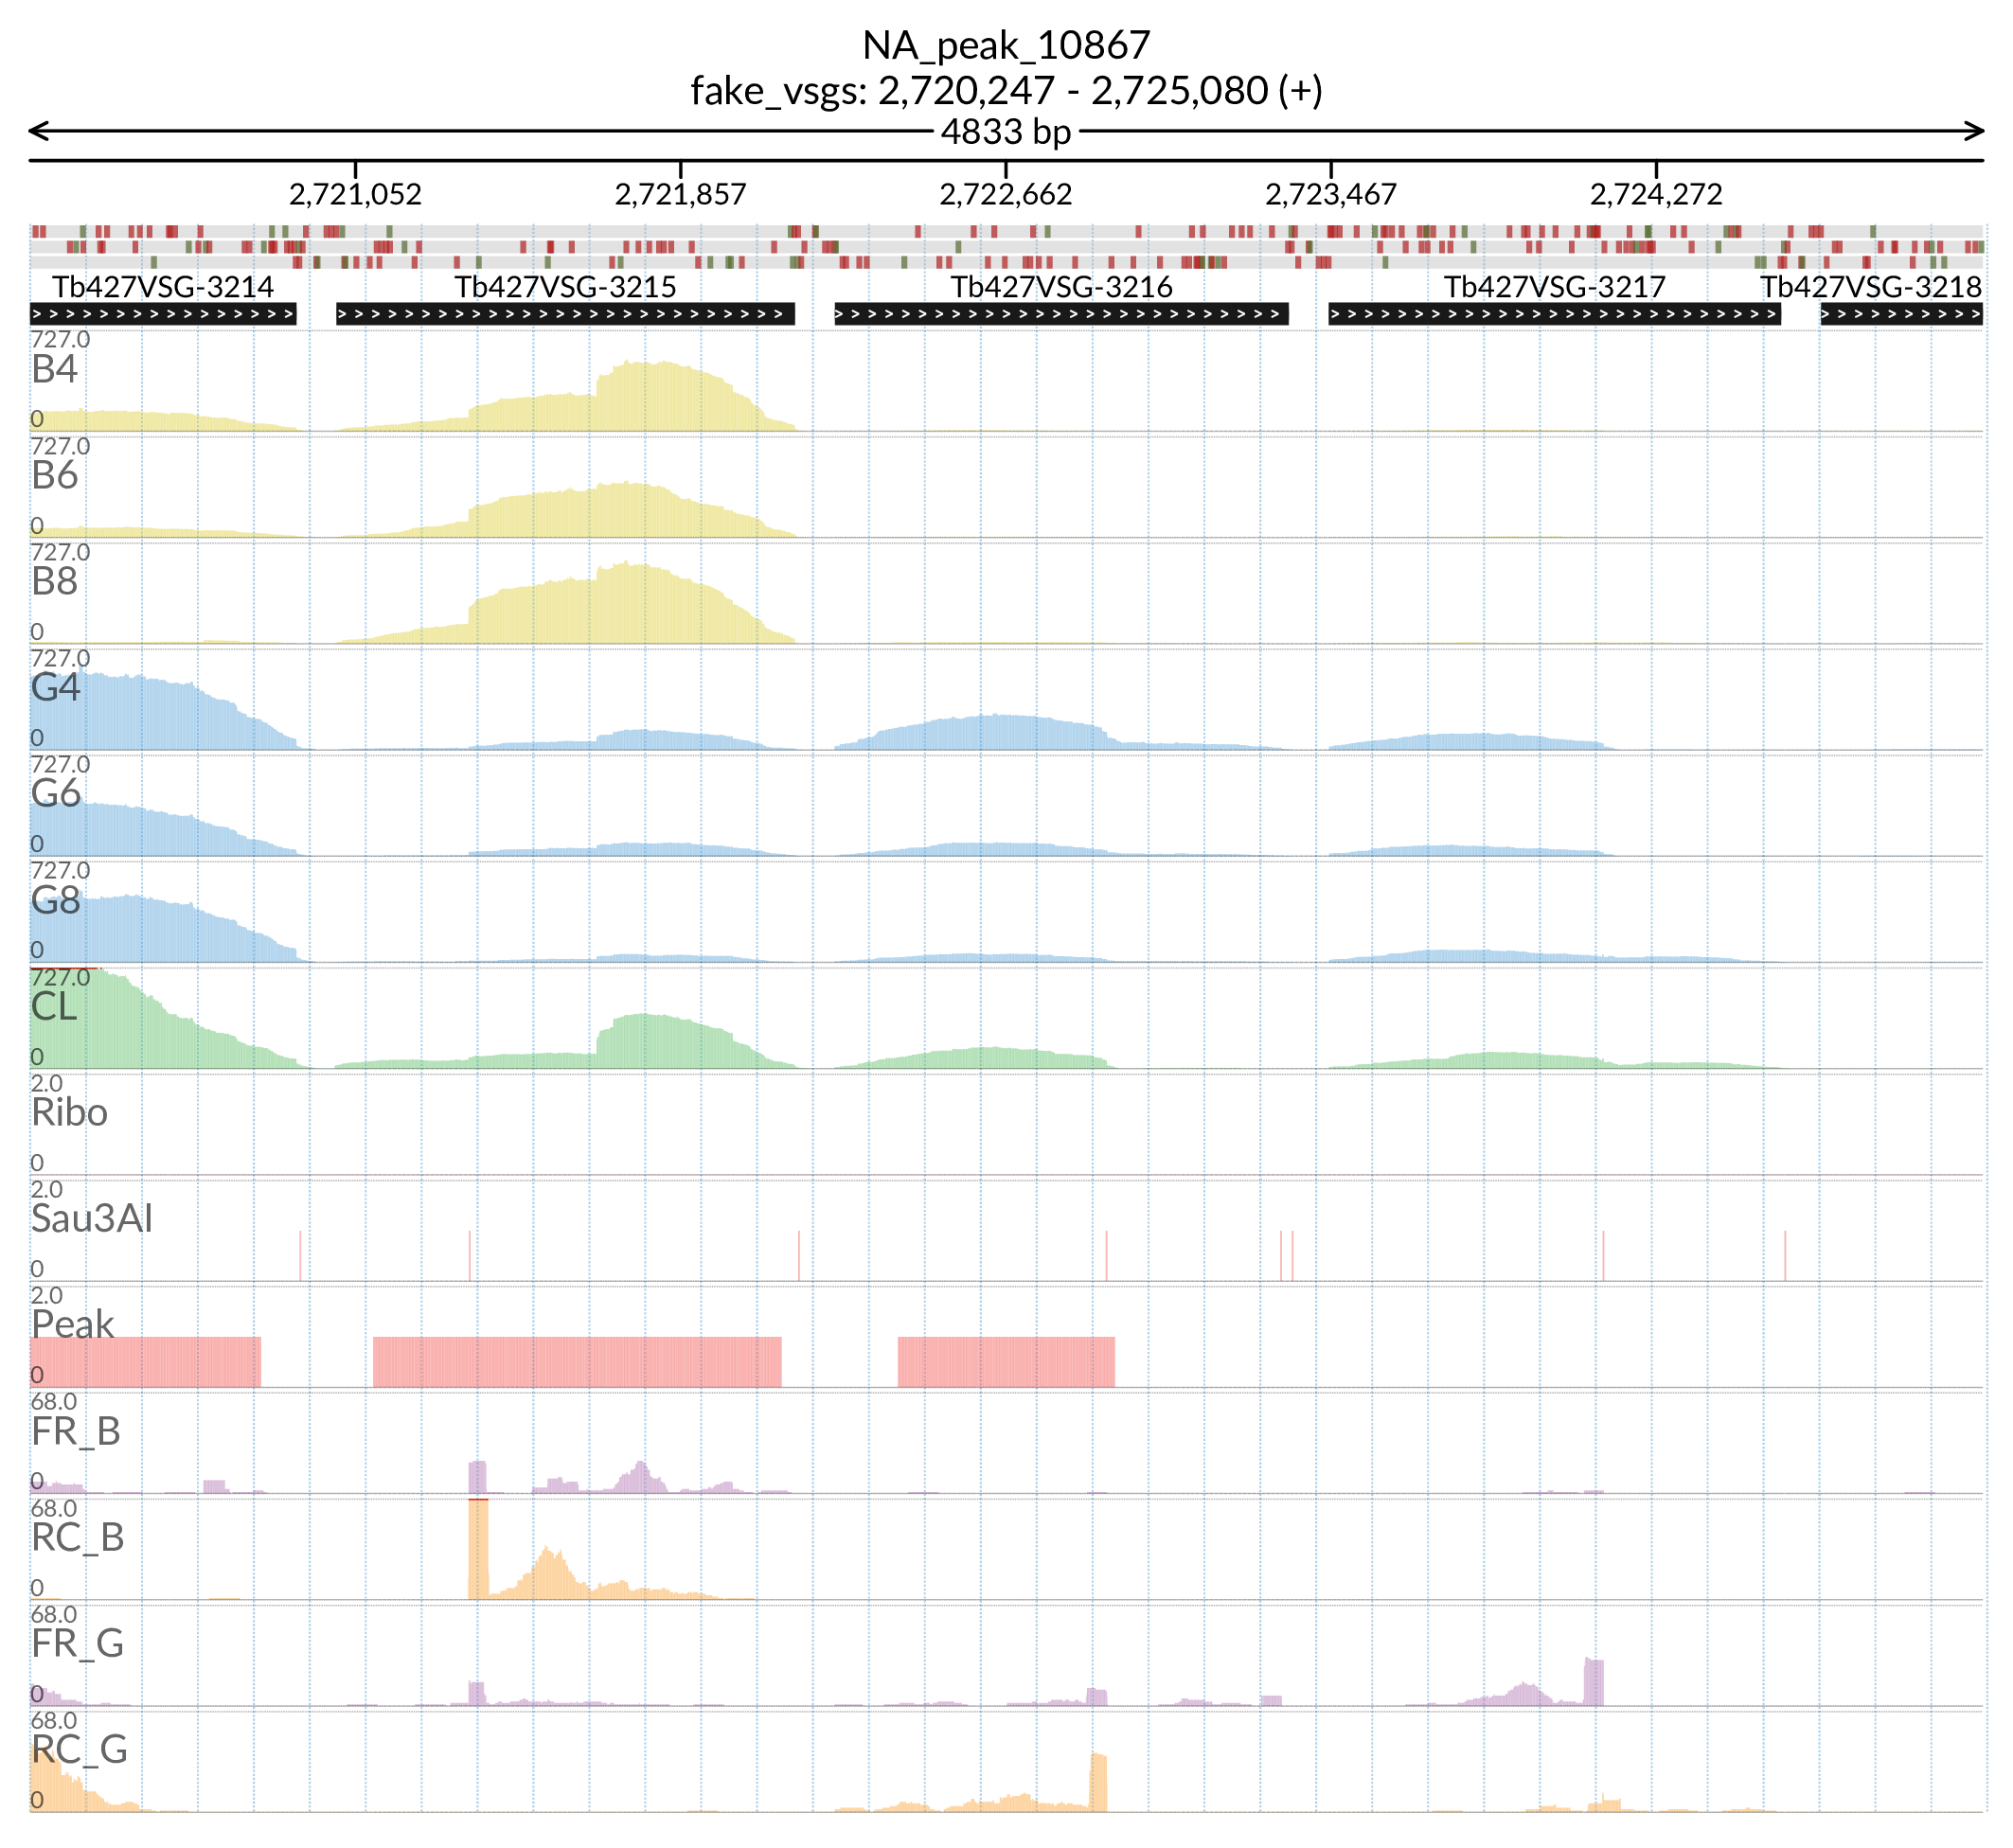 NA_peak_10867
fake_vsgs: 2,720,247 - 2,725,080 (+)
4833 bp
2,721,052 2,721,857 2,722,662 2,723,467 2,724,272
Tb427VSG-3214 Tb427VSG-3215 Tb427VSG-3216 Tb427VSG-3217 Tb427VSG-3218
727.0
B4
0
727.0
B6
0
727.0
B8
0
727.0
G4
0
727.0
G6
0
727.0
G8
0
727.0
CL
0
2.0
Ribo
0
2.0
Sau3AI
0
2.0
Peak
0
68.0
FR_B
0
68.0
RC_B
0
68.0
FR_G
0
68.0
RC_G
0